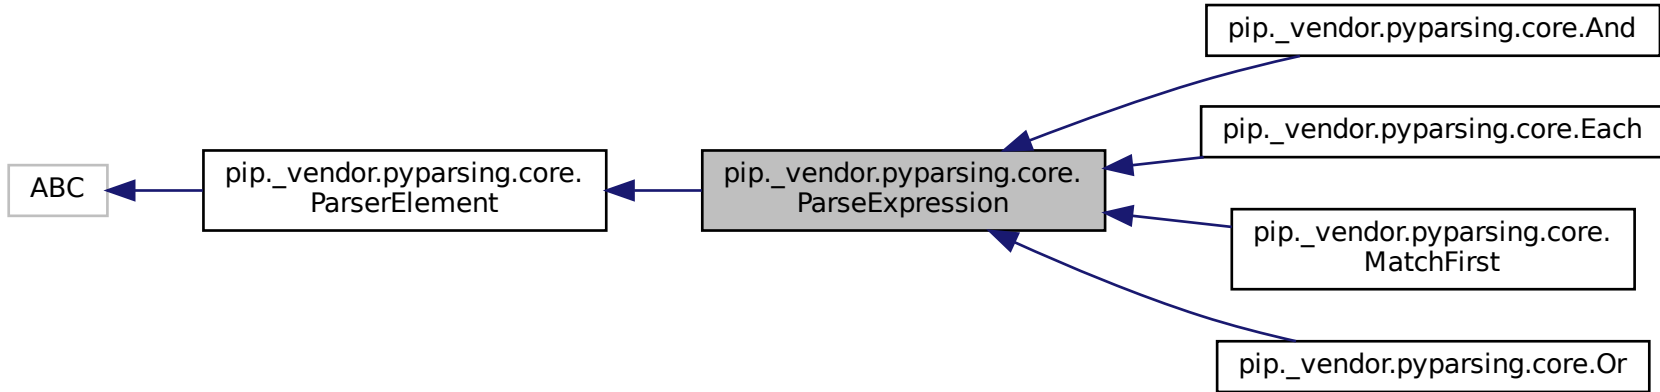 ABC
pip._vendor.pyparsing.core.
ParserElement
pip._vendor.pyparsing.core.
ParseExpression
pip._vendor.pyparsing.core.And
pip._vendor.pyparsing.core.Each
pip._vendor.pyparsing.core.
MatchFirst
pip._vendor.pyparsing.core.Or